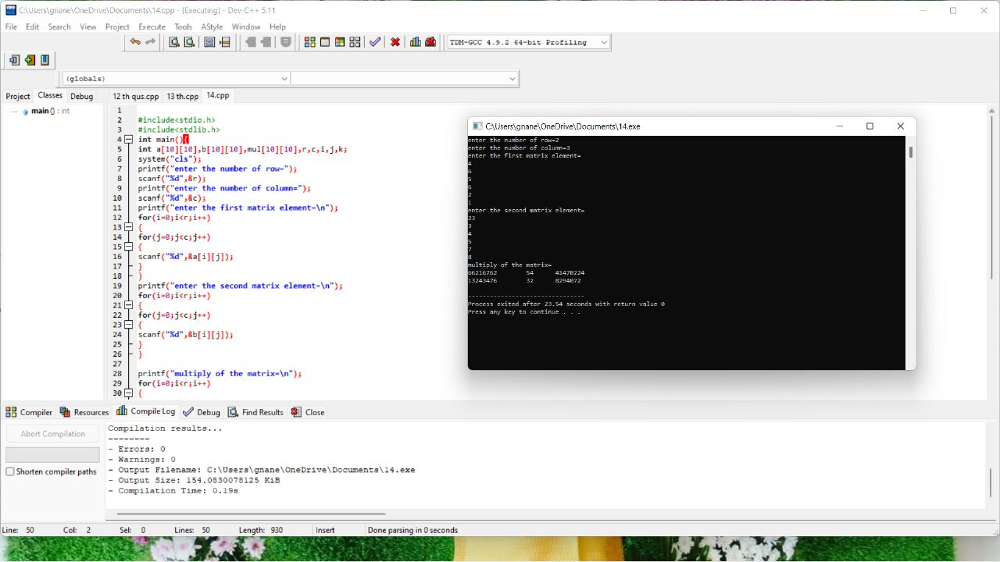 C:\Users\gnane\OneDrive\Documents\14.cpp - [Executing] - Dev-C++ 5.11
File Edit Search View Project Execute Tools AStyle Window Help
TDM-GCC 4.9.2 64-bit Profiling
(globals)
Project Classes Debug
12 th qus.cpp 13 th.cpp 14.cpp
main () : int
1
2 #include<stdio.h>
3 #include<stdlib.h>
4 int main(){
5 int a[10][10],b[10][10],mul[10][10],r,c,i,j,k;
6 system("cls");
7 printf("enter the number of row=");
8 scanf("%d",&r);
9 printf("enter the number of column=");
10 scanf("%d",&c);
11 printf("enter the first matrix element=\n");
12 for(i=0;i<r;i++)
13 {
14 for(j=0;j<c;j++)
15 {
16 scanf("%d",&a[i][j]);
17 }
18 }
19 printf("enter the second matrix element=\n");
20 for(i=0;i<r;i++)
21 {
22 for(j=0;j<c;j++)
23 {
24 scanf("%d",&b[i][j]);
25 }
26 }
27
28 printf("multiply of the matrix=\n");
29 for(i=0;i<r;i++)
30 {
C:\Users\gnane\OneDrive\Documents\14.exe
enter the number of row=2
enter the number of column=3
enter the first matrix element=
4
6
5
6
2
1
enter the second matrix element=
23
3
4
5
7
8
multiply of the matrix=
66216762 54 41470224
13243476 32 8294072
--------------------------------
Process exited after 23.54 seconds with return value 0
Press any key to continue . . .
Compiler Resources Compile Log Debug Find Results Close
Abort Compilation
Shorten compiler paths
Compilation results...
--------
- Errors: 0
- Warnings: 0
- Output Filename: C:\Users\gnane\OneDrive\Documents\14.exe
- Output Size: 154.0830078125 KiB
- Compilation Time: 0.19s
Line: 50 Col: 2 Sel: 0 Lines: 50 Length: 930 Insert Done parsing in 0 seconds